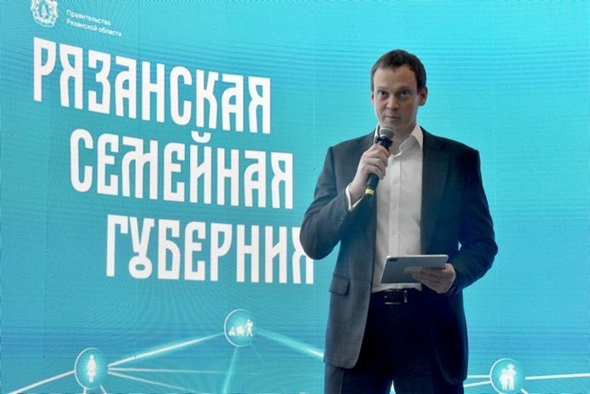 Правительство
Рязанской области
РЯЗАНСКАЯ
СЕМЕЙНАЯ
ГУБЕРНИЯ